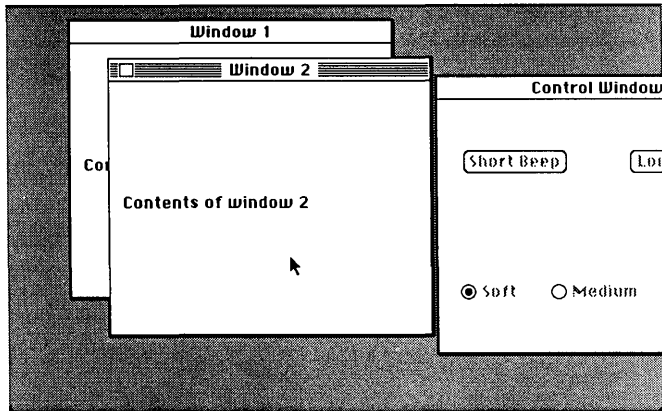 Window 1
Window 2
Control Window
Short Beep
Contents of window 2
Soft
Medium